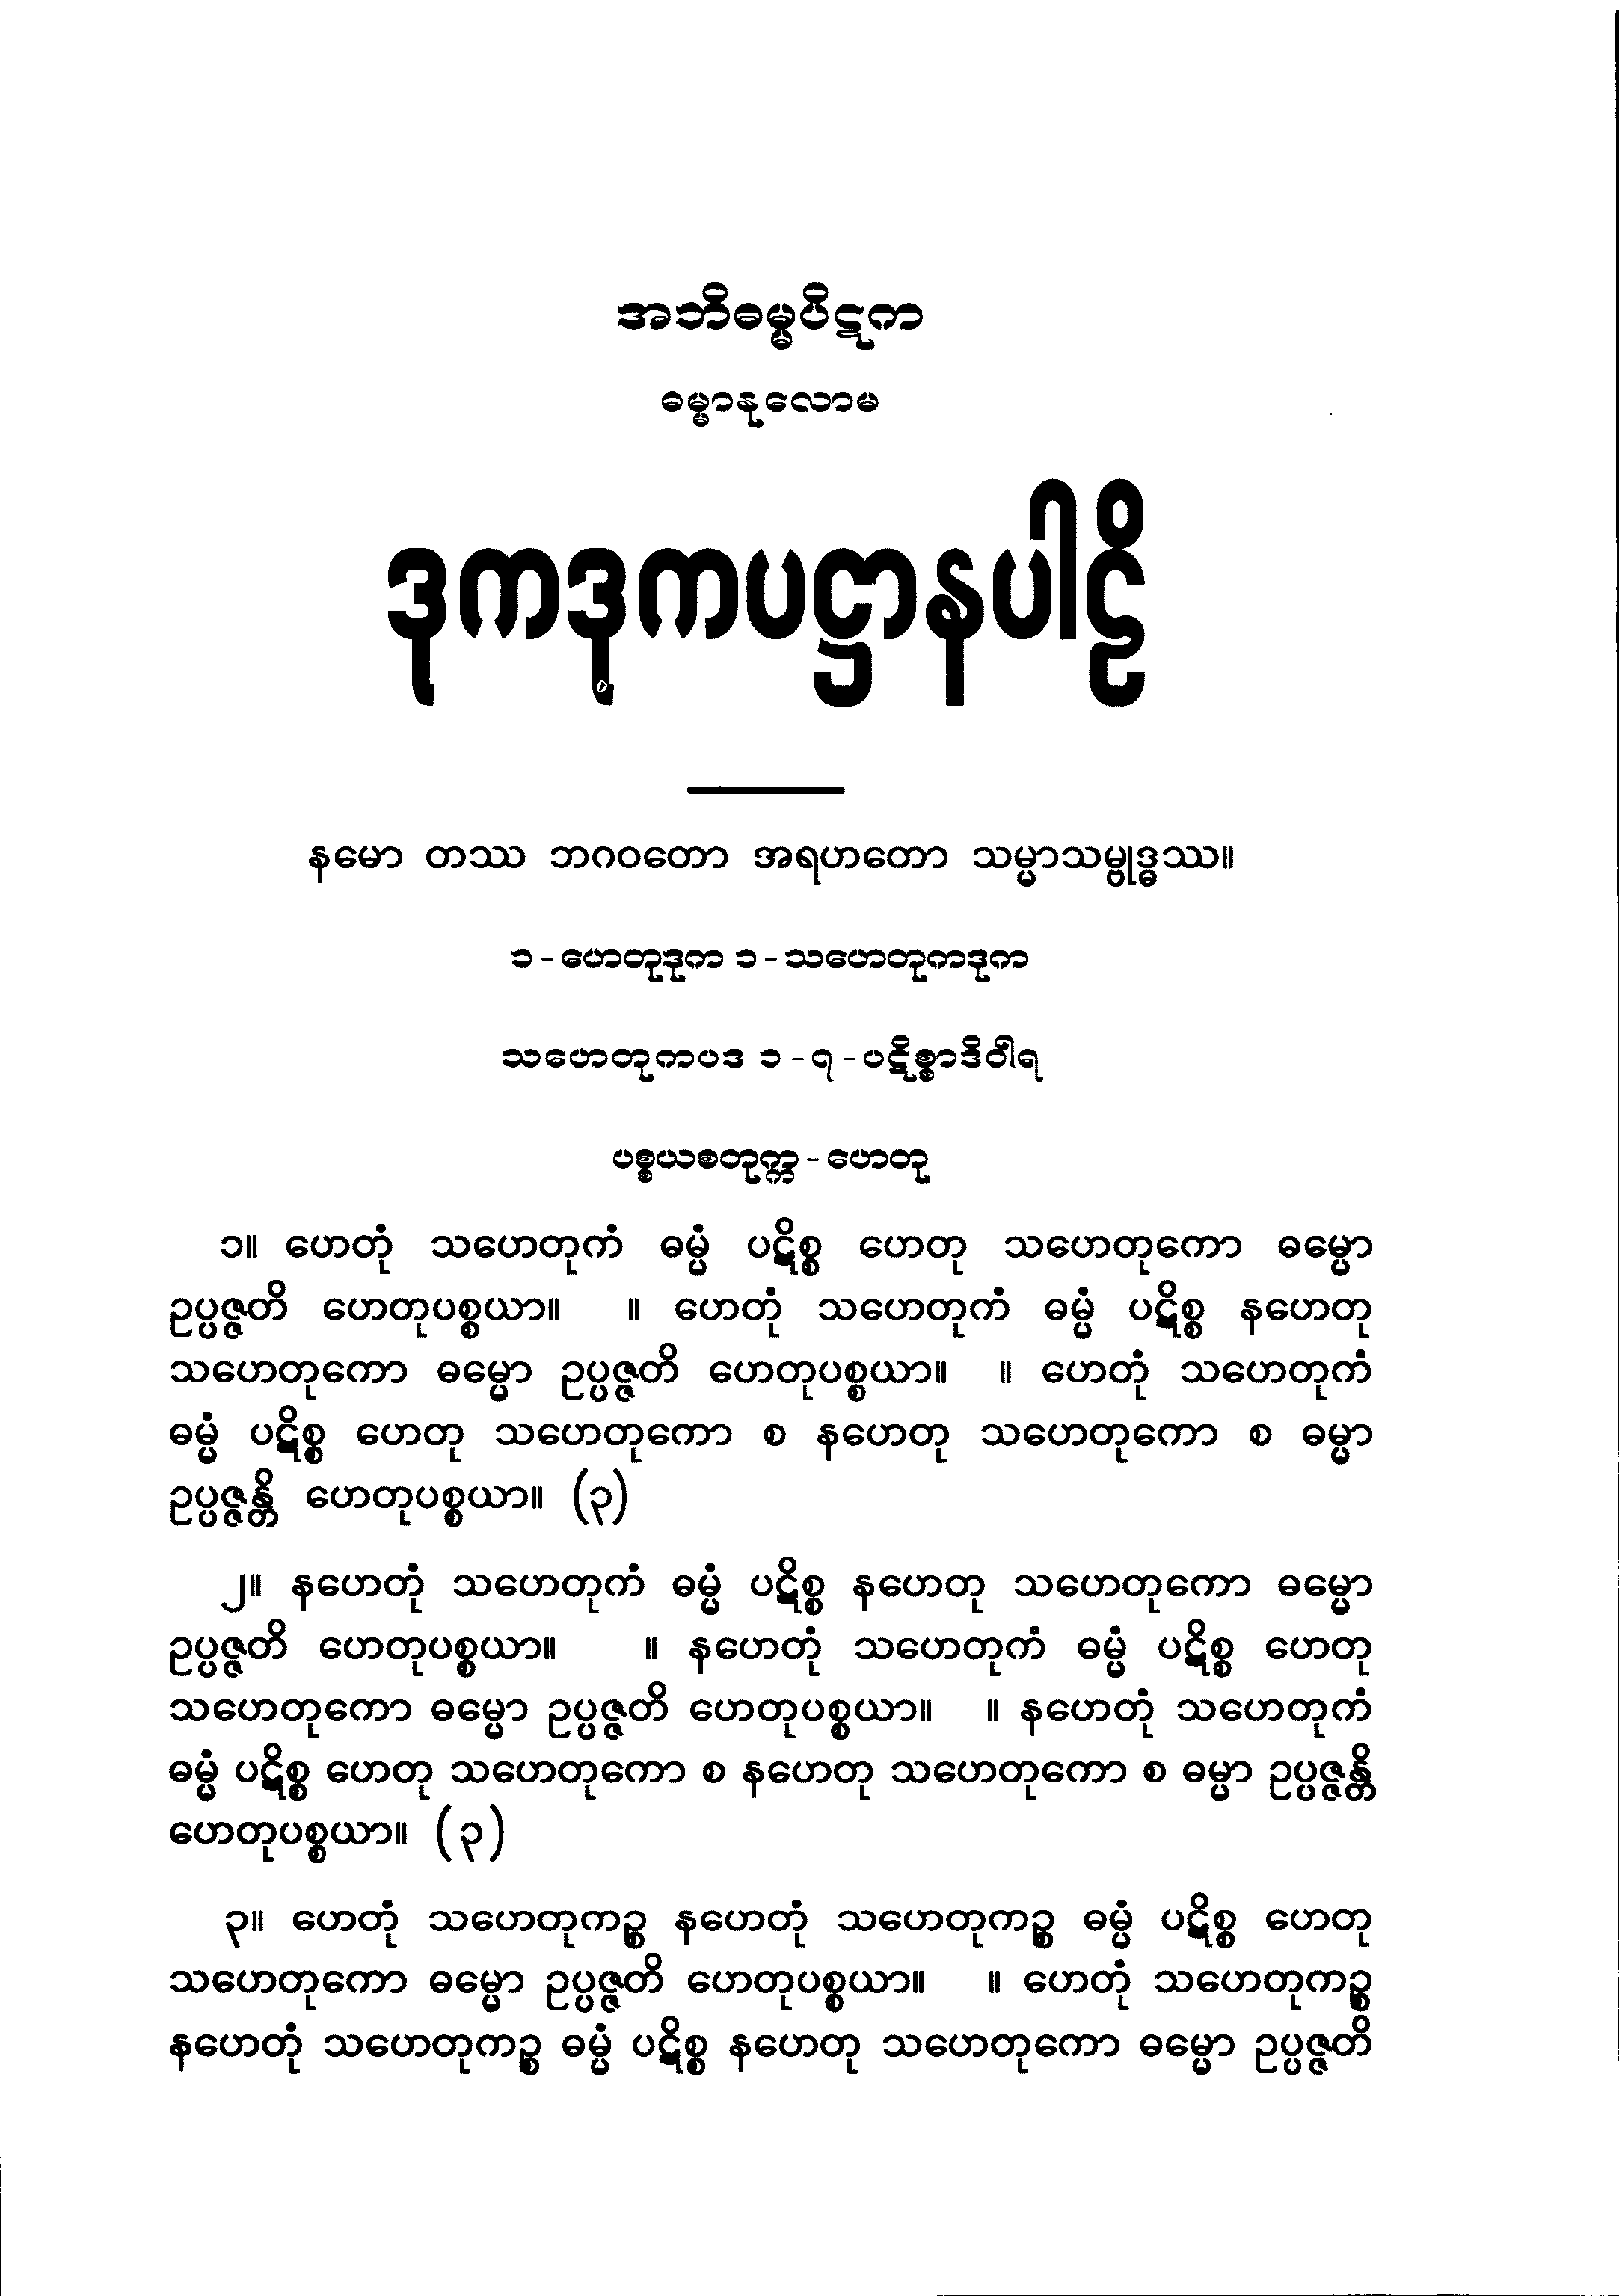 အဘိဓမ္မပိဋက
ဓမ္မာနုလောမ
ဒုကဒုကပဋ္ဌာနပါဠိ
နမော တဿ ဘဂဝတော အရဟတော သမ္မာသမ္ဗုဒ္ဓဿ။
၁ - ဟေတုဒုက ၁ - သဟေတုကဒုက
သဟေတုကပဒ ၁ - ၇ - ပဋိစ္စာဒိဝါရ
ပစ္စယစတုက္က - ဟေတု
၁။ ဟေတုံ သဟေတုကံ ဓမ္မံ ပဋိစ္စ ဟေတု သဟေတုကော ဓမ္မော
ဥပ္ပဇ္ဇတိ ဟေတုပစ္စယာ။ ။ ဟေတုံ သဟေတုကံ ဓမ္မံ ပဋိစ္စ နဟေတု
သဟေတုကော ဓမ္မော ဥပ္ပဇ္ဇတိ ဟေတုပစ္စယာ။ ။ ဟေတုံ သဟေတုကံ
ဓမ္မံ ပဋိစ္စ ဟေတု သဟေတုကော စ နဟေတု သဟေတုကော စ ဓမ္မာ
ဥပ္ပဇ္ဇန္တိ ဟေတုပစ္စယာ။ (၃)
၂။ နဟေတုံ သဟေတုကံ ဓမ္မံ ပဋိစ္စ နဟေတု သဟေတုကော ဓမ္မော
ဥပ္ပဇ္ဇတိ ဟေတုပစ္စယာ။ ။ နဟေတုံ သဟေတုကံ ဓမ္မံ ပဋိစ္စ ဟေတု
သဟေတုကော ဓမ္မော ဥပ္ပဇ္ဇတိ ဟေတုပစ္စယာ။ ။ နဟေတုံ သဟေတုကံ
ဓမ္မံ ပဋိစ္စ ဟေတု သဟေတုကော စ နဟေတု သဟေတုကော စ ဓမ္မာ ဥပ္ပဇ္ဇန္တိ
ဟေတုပစ္စယာ။ (၃)
၃။ ဟေတုံ သဟေတုကဉ္စ နဟေတုံ သဟေတုကဉ္စ ဓမ္မံ ပဋိစ္စ ဟေတု
သဟေတုကော ဓမ္မော ဥပ္ပဇ္ဇတိ ဟေတုပစ္စယာ။ ။ ဟေတုံ သဟေတုကဉ္စ
နဟေတုံ သဟေတုကဉ္စ ဓမ္မံ ပဋိစ္စ နဟေတု သဟေတုကော ဓမ္မော ဥပ္ပဇ္ဇတိ